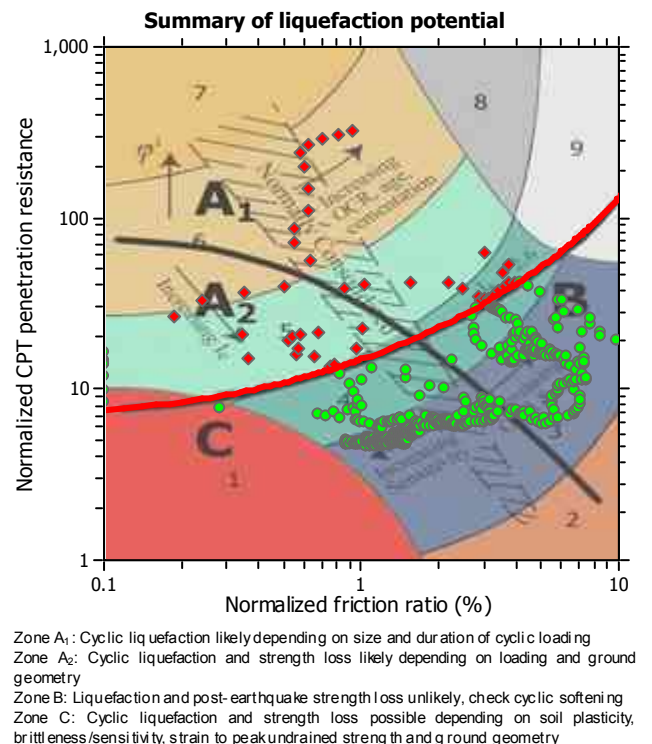 Summary of liquefaction potential
1,000
7
8
9
φ'
Increasing
OCR, age,
cementation
A1
100
6
A2
B
5
Normalized CPT penetration resistance
10
C
1
3
2
1
0.1
1
10
Normalized friction ratio (%)
Zone A1: Cyclic liquefaction likely depending on size and duration of cyclic loading
Zone A2: Cyclic liquefaction and strength loss likely depending on loading and ground
geometry
Zone B: Liquefaction and post-earthquake strength loss unlikely, check cyclic softening
Zone C: Cyclic liquefaction and strength loss possible depending on soil plasticity,
brittleness/sensitivity, strain to peak undrained strength and ground geometry